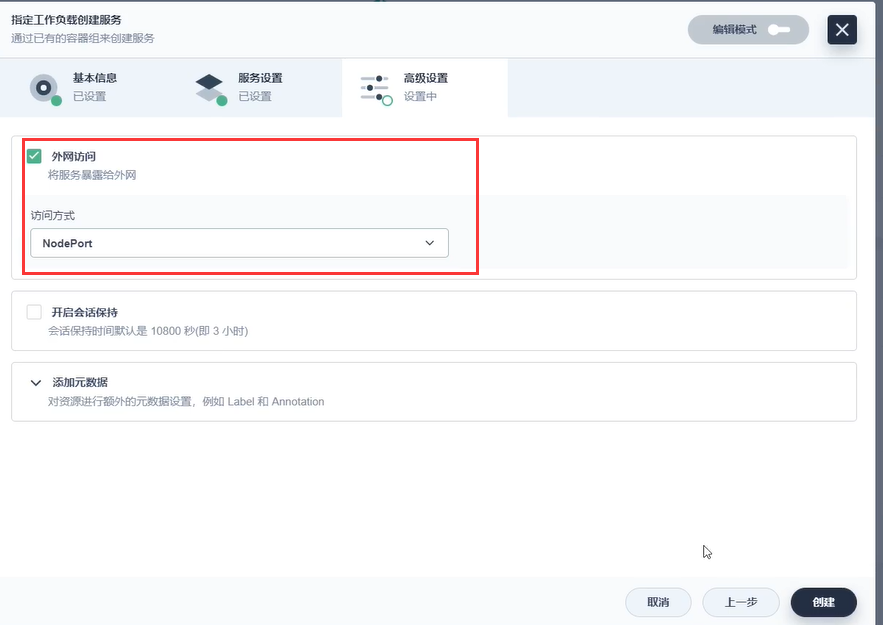 指定工作负载创建服务
通过已有的容器组来创建服务
编辑模式
基本信息
已设置
服务设置
已设置
高级设置
设置中
外网访问
将服务暴露给外网
访问方式
NodePort
开启会话保持
会话保持时间默认是 10800 秒(即 3 小时)
添加元数据
对资源进行额外的元数据设置，例如 Label 和 Annotation
取消
上一步
创建